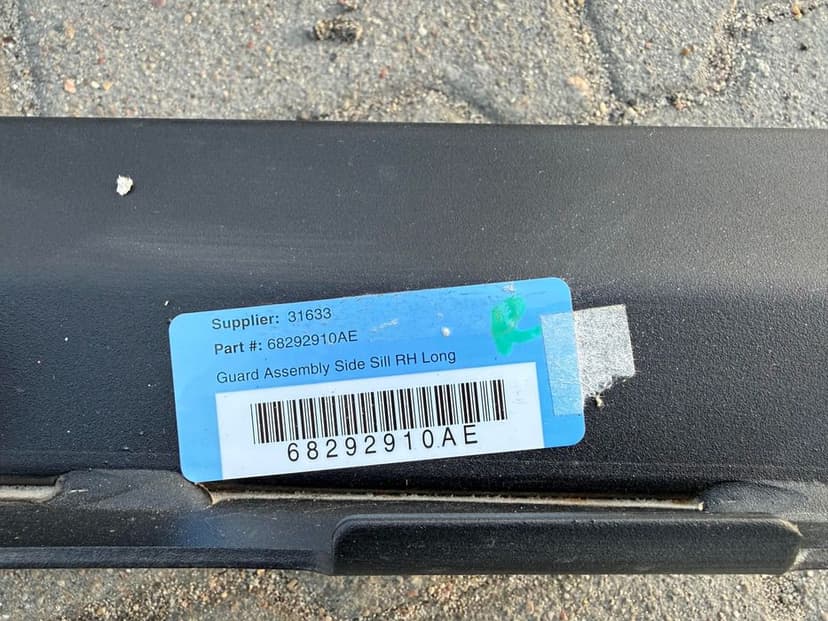 Supplier: 31633
Part #: 68292910AE
Guard Assembly Side Sill RH Long
68292910AE